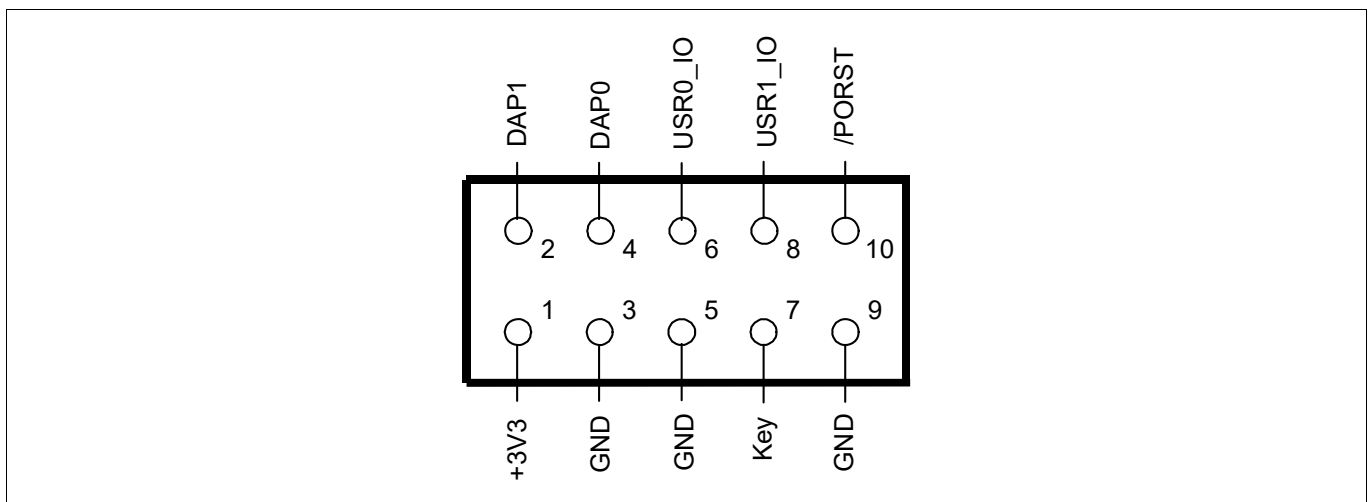 DAP1
DAP0
USR0_IO
USR1_IO
/PORST
2 4 6 8 10
1 3 5 7 9
+3V3
GND
GND
Key
GND